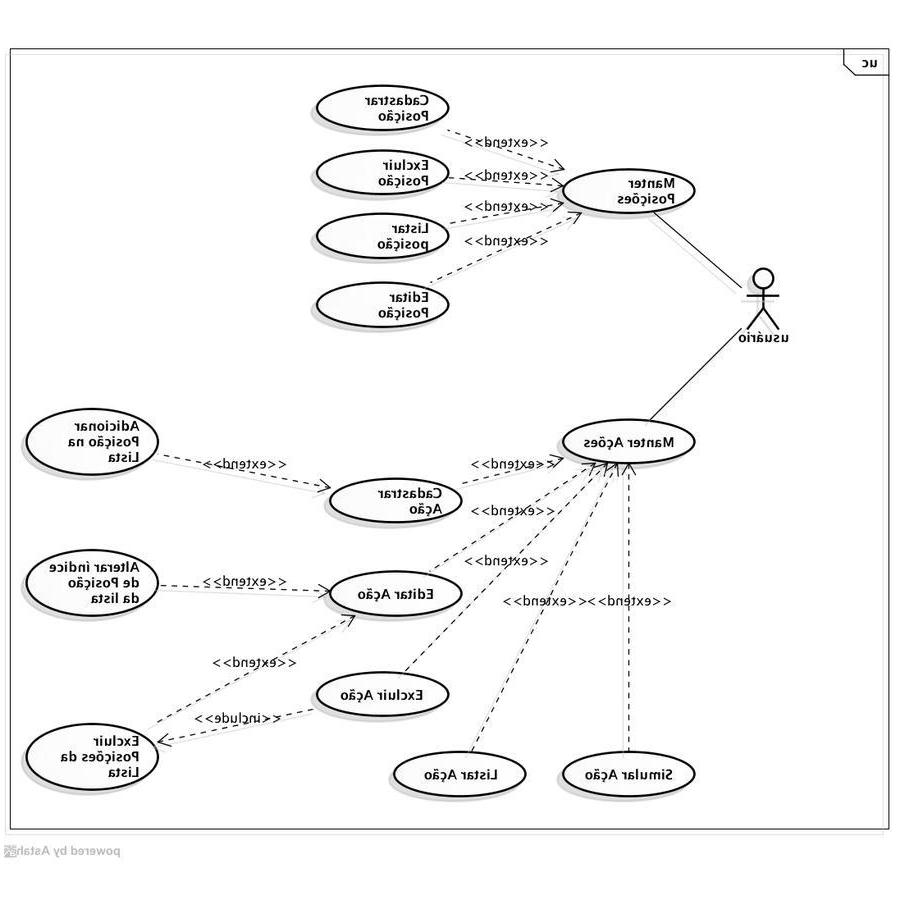 uc
Cadastrar
Posição
<<extend>>
Excluir
Posição
<<extend>>
Manter
Posições
Listar
posição
<<extend>>
<<extend>>
Editar
Posição
usuário
Adicionar
Posição na
Lista
<<extend>>
<<extend>>
Manter Ações
Cadastrar
Ação
<<extend>>
Alterar índice
de Posição
da lista
<<extend>>
Editar Ação
<<extend>>
<<extend>>
<<extend>>
<<extend>>
Excluir Ação
<<include>>
Excluir
Posições da
Lista
Listar Ação
Simular Ação
powered by Astah